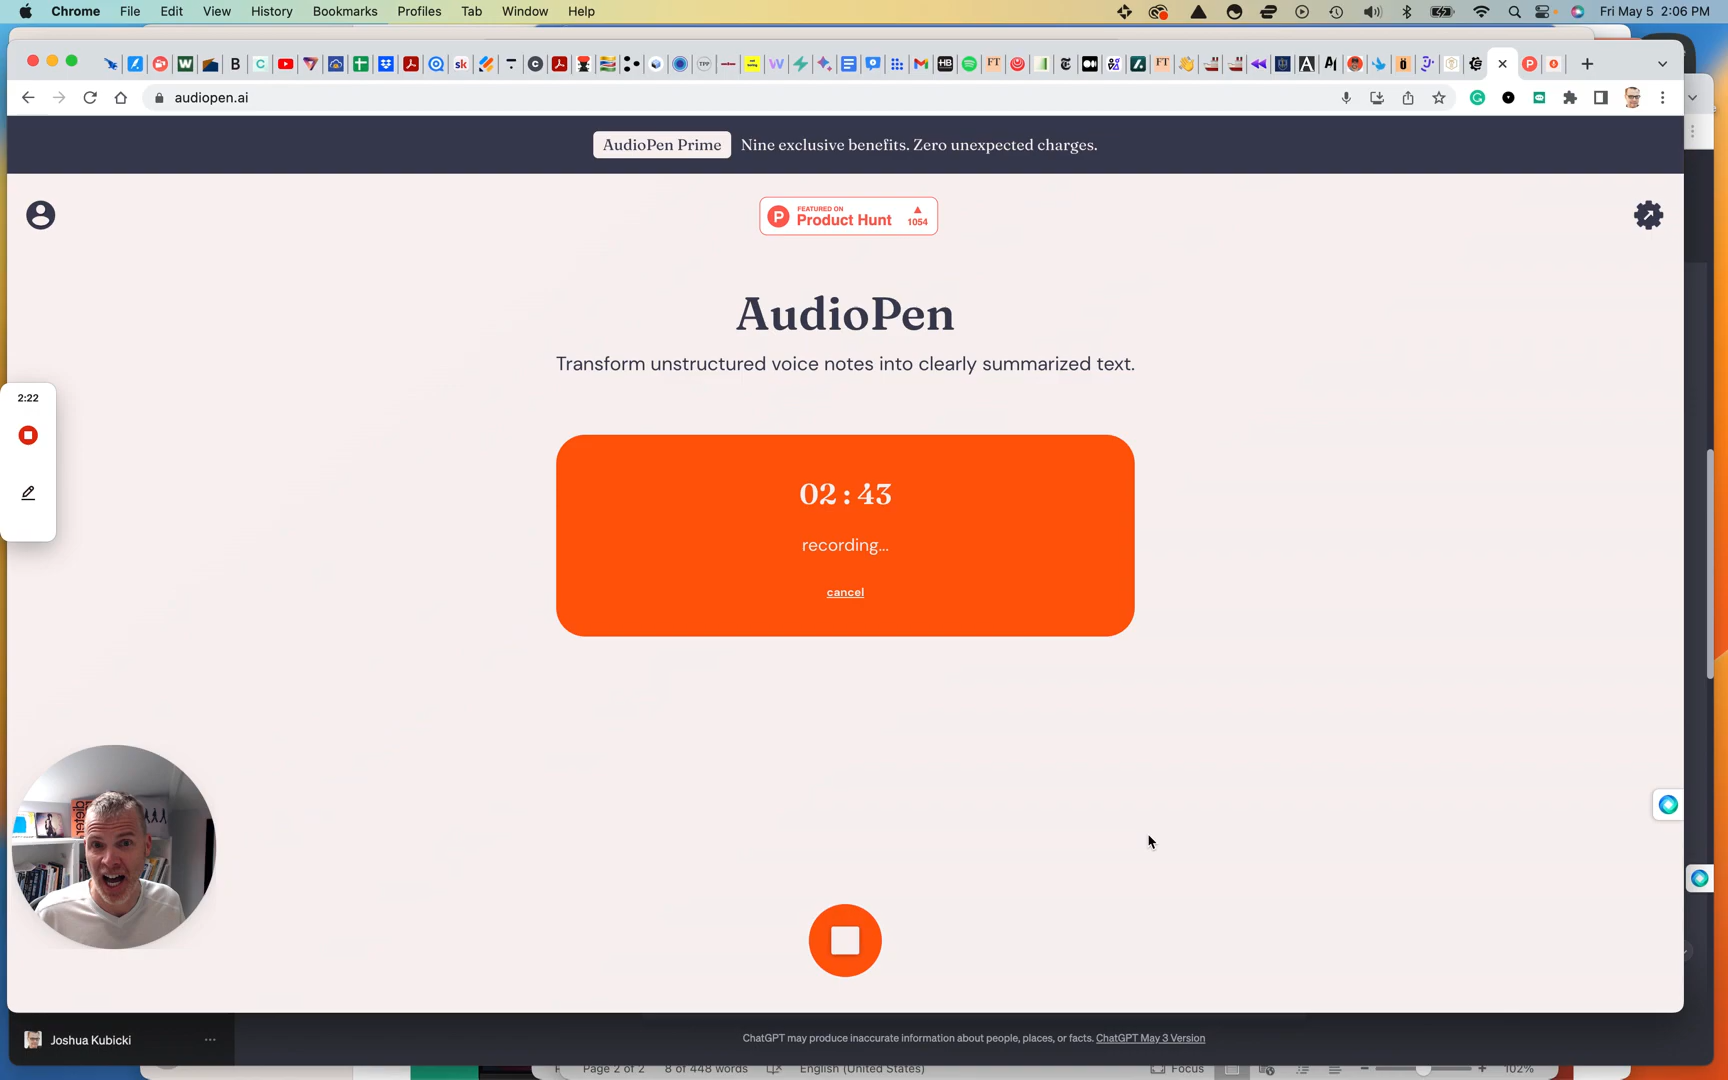 Chrome File Edit View History Bookmarks Profiles Tab Window Help Fri May 5 2:06 PM
audiopen.ai
AudioPen Prime Nine exclusive benefits. Zero unexpected charges.
FEATURED ON
Product Hunt 1054
AudioPen
Transform unstructured voice notes into clearly summarized text.
2:22
02 : 43
recording...
cancel
Joshua Kubicki
ChatGPT may produce inaccurate information about people, places, or facts. ChatGPT May 3 Version
Page 2 of 2 8 of 448 words English (United States) Focus 102%